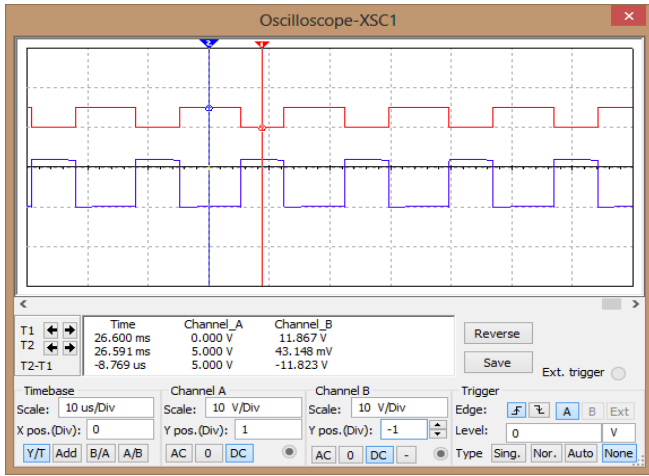 Oscilloscope-XSC1
×
2 1
< >
T1
T2
T2-T1
Time Channel_A Channel_B
26.600 ms 0.000 V 11.867 V
26.591 ms 5.000 V 43.148 mV
-8.769 us 5.000 V -11.823 V
Reverse
Save
Ext. trigger
Timebase
Scale: 10 us/Div
X pos.(Div): 0
Y/T Add B/A A/B
Channel A
Scale: 10 V/Div
Y pos.(Div): 1
AC 0 DC
Channel B
Scale: 10 V/Div
Y pos.(Div): -1
AC 0 DC -
Trigger
Edge: A B Ext
Level: 0 V
Type Sing. Nor. Auto None